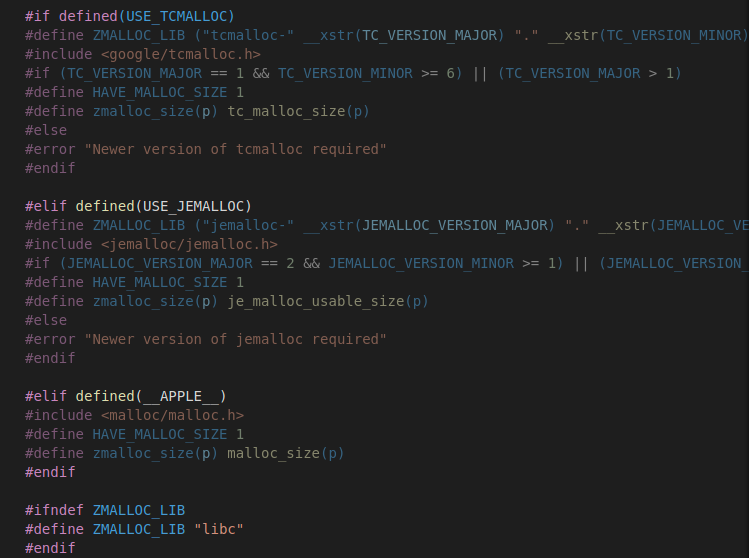 #if defined(USE_TCMALLOC)
#define ZMALLOC_LIB ("tcmalloc-" __xstr(TC_VERSION_MAJOR) "." __xstr(TC_VERSION_MINOR)
#include <google/tcmalloc.h>
#if (TC_VERSION_MAJOR == 1 && TC_VERSION_MINOR >= 6) || (TC_VERSION_MAJOR > 1)
#define HAVE_MALLOC_SIZE 1
#define zmalloc_size(p) tc_malloc_size(p)
#else
#error "Newer version of tcmalloc required"
#endif

#elif defined(USE_JEMALLOC)
#define ZMALLOC_LIB ("jemalloc-" __xstr(JEMALLOC_VERSION_MAJOR) "." __xstr(JEMALLOC_VE
#include <jemalloc/jemalloc.h>
#if (JEMALLOC_VERSION_MAJOR == 2 && JEMALLOC_VERSION_MINOR >= 1) || (JEMALLOC_VERSION_
#define HAVE_MALLOC_SIZE 1
#define zmalloc_size(p) je_malloc_usable_size(p)
#else
#error "Newer version of jemalloc required"
#endif

#elif defined(__APPLE__)
#include <malloc/malloc.h>
#define HAVE_MALLOC_SIZE 1
#define zmalloc_size(p) malloc_size(p)
#endif

#ifndef ZMALLOC_LIB
#define ZMALLOC_LIB "libc"
#endif